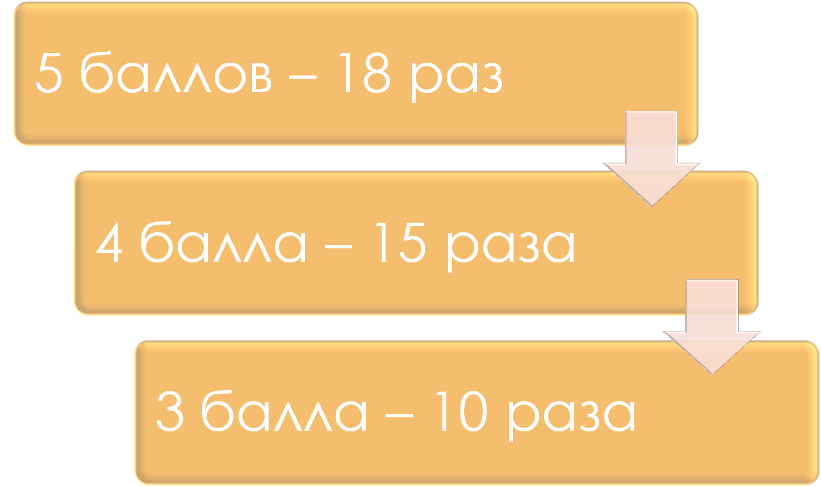 5 баллов – 18 раз
4 балла – 15 раза
3 балла – 10 раза